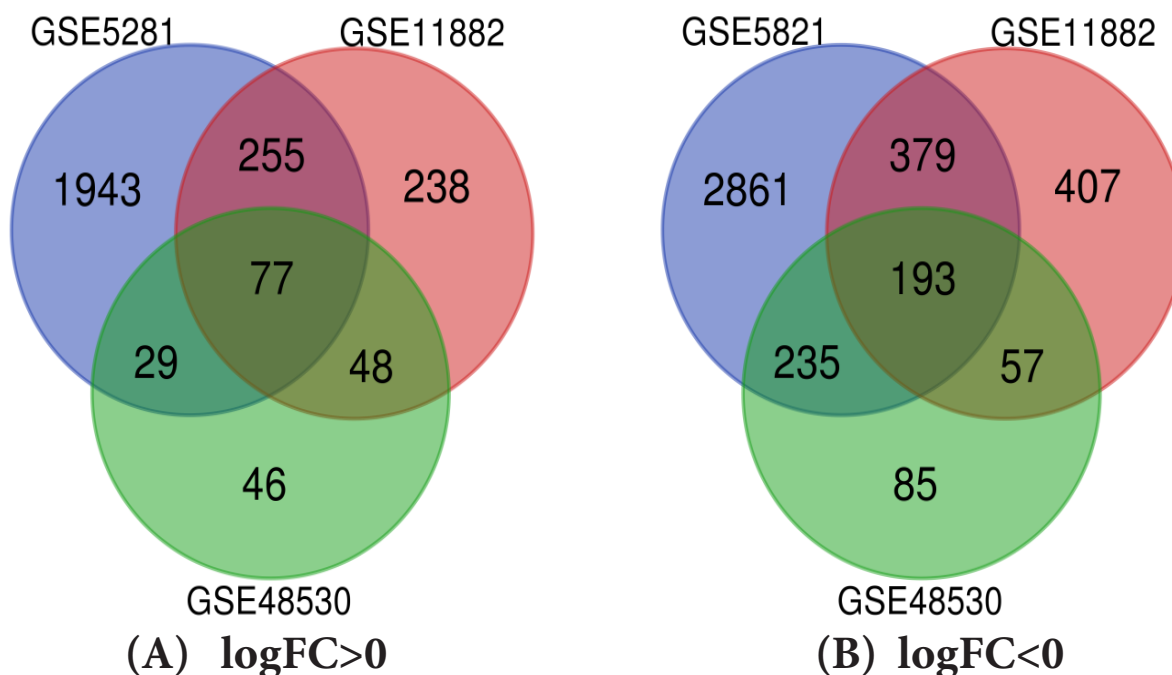 GSE5281 GSE11882
1943 255 238
77
29 48
46
GSE48530
(A) logFC>0
GSE5821 GSE11882
2861 379 407
193
235 57
85
GSE48530
(B) logFC<0